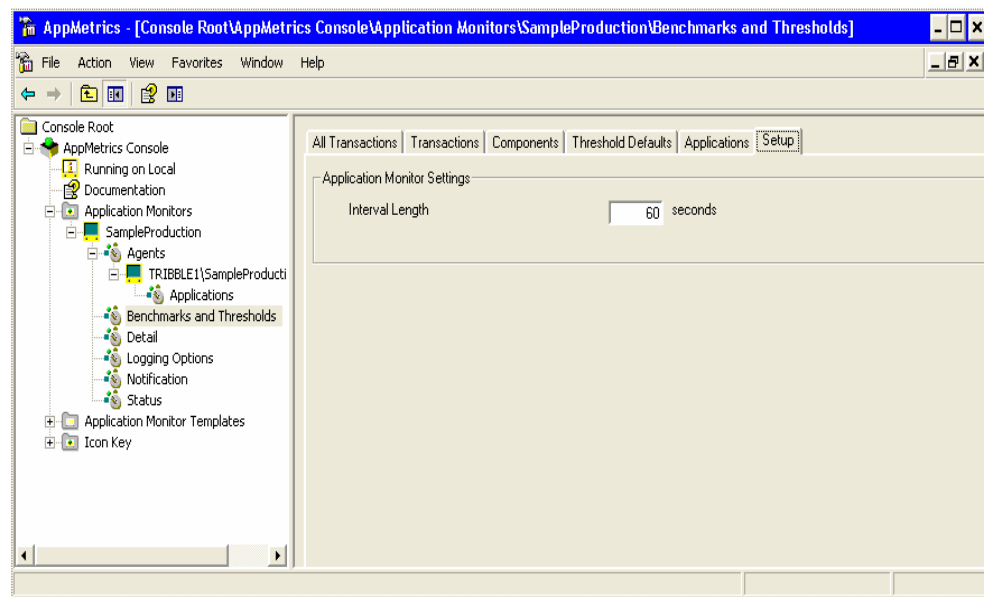 AppMetrics - [Console Root\AppMetrics Console\Application Monitors\SampleProduction\Benchmarks and Thresholds]
File Action View Favorites Window Help
Console Root
AppMetrics Console
Running on Local
Documentation
Application Monitors
SampleProduction
Agents
TRIBBLE1\SampleProducti
Applications
Benchmarks and Thresholds
Detail
Logging Options
Notification
Status
Application Monitor Templates
Icon Key
All Transactions Transactions Components Threshold Defaults Applications Setup
Application Monitor Settings
Interval Length 60 seconds